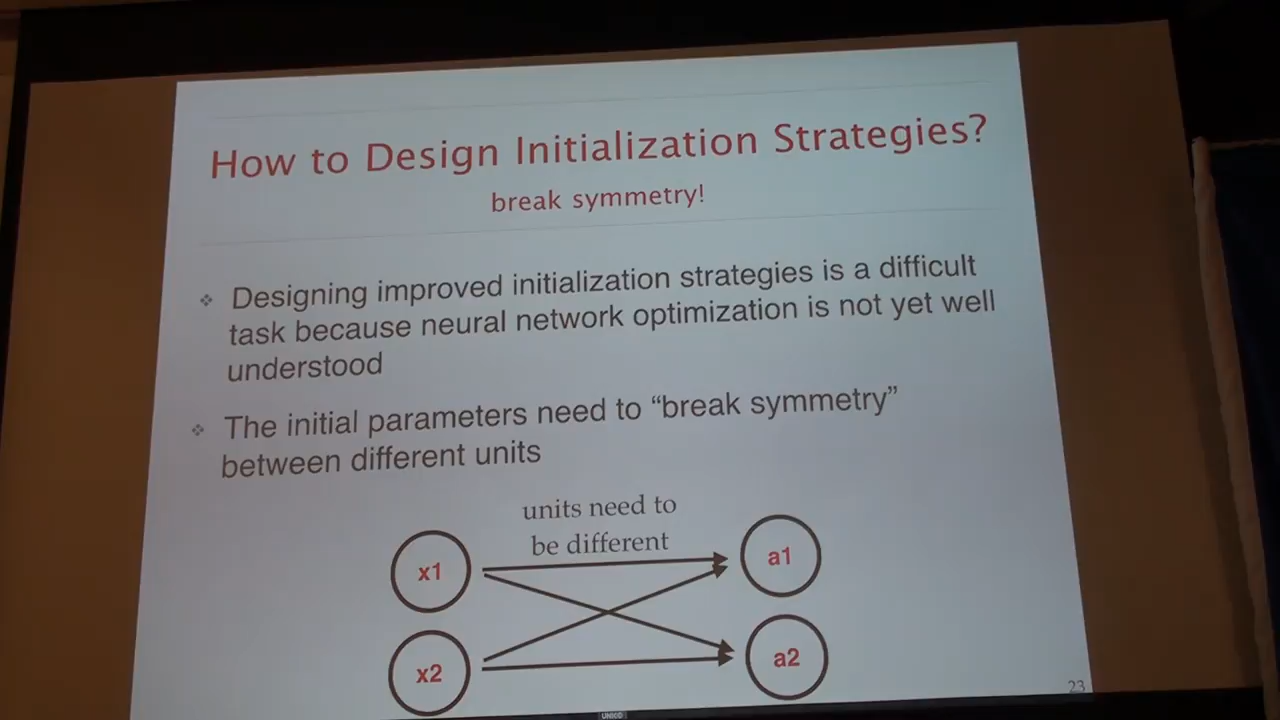 How to Design Initialization Strategies?
break symmetry!
❖ Designing improved initialization strategies is a difficult
task because neural network optimization is not yet well
understood
❖ The initial parameters need to “break symmetry”
between different units
units need to
be different
x1
a1
x2
a2
23
UNIOD